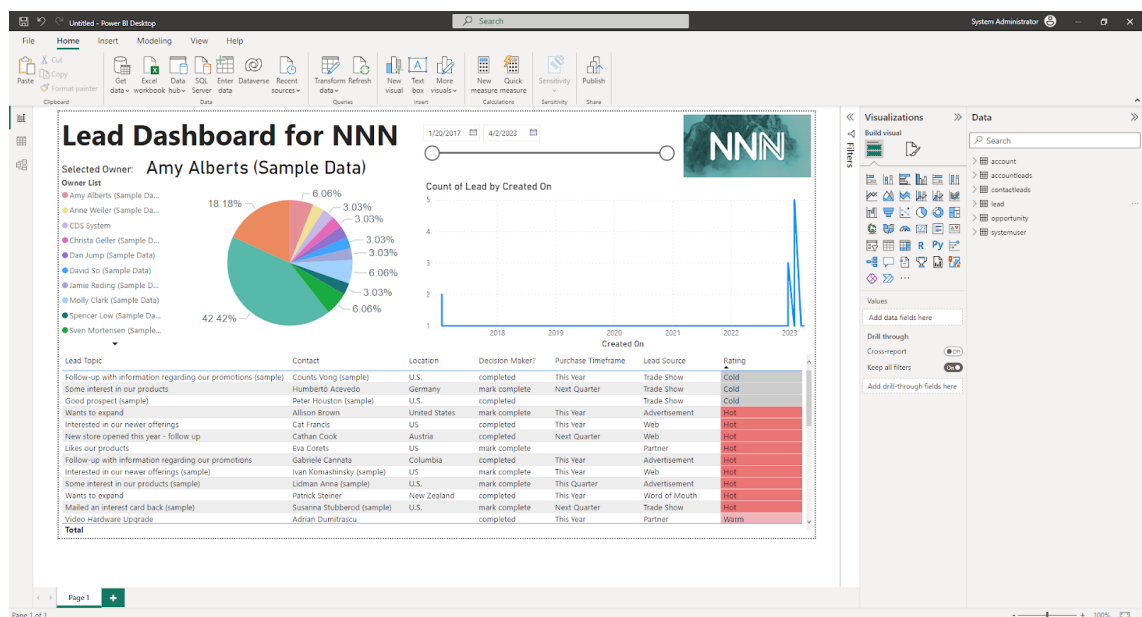 Untitled - Power BI Desktop
Search
System Administrator
File Home Insert Modeling View Help
Paste
Cut
Copy
Format painter
Get data
Excel workbook
Data hub
SQL Server
Enter data
Dataverse
Recent sources
Transform data
Refresh
New visual
Text box
More visuals
New measure
Quick measure
Sensitivity
Publish
Clipboard
Data
Queries
Insert
Calculations
Sensitivity
Share
Lead Dashboard for NNN
1/20/2017
4/2/2023
NNN
Selected Owner: Amy Alberts (Sample Data)
Owner List
Amy Alberts (Sample Da...
Anne Weiler (Sample Da...
CDS System
Christa Geller (Sample D...
Dan Jump (Sample Data)
David So (Sample Data)
Jamie Reding (Sample D...
Molly Clark (Sample Data)
Spencer Low (Sample Da...
Sven Mortensen (Sample...
18.18%
6.06%
3.03%
3.03%
3.03%
3.03%
6.06%
3.03%
6.06%
42.42%
Count of Lead by Created On
5
4
3
2
1
2018 2019 2020 2021 2022 2023
Created On
Lead Topic Contact Location Decision Maker? Purchase Timeframe Lead Source Rating
Follow-up with information regarding our promotions (sample) Counts Vong (sample) U.S. completed This Year Trade Show Cold
Some interest in our products Humberto Acevedo Germany mark complete Next Quarter Trade Show Cold
Good prospect (sample) Peter Houston (sample) U.S. completed Trade Show Cold
Wants to expand Allison Brown United States mark complete This Year Advertisement Hot
Interested in our newer offerings Cat Francis US completed This Year Web Hot
New store opened this year - follow up Cathan Cook Austria completed Next Quarter Web Hot
Likes our products Eva Corets US mark complete Partner Hot
Follow-up with information regarding our promotions Gabriele Cannata Columbia completed This Year Advertisement Hot
Interested in our newer offerings (sample) Ivan Komashinsky (sample) US mark complete This Year Web Hot
Some interest in our products (sample) Lidman Anna (sample) U.S. mark complete This Quarter Advertisement Hot
Wants to expand Patrick Steiner New Zealand completed This Year Word of Mouth Hot
Mailed an interest card back (sample) Susanna Stubberod (sample) U.S. mark complete Next Quarter Trade Show Hot
Video Hardware Upgrade Adrian Dumitrascu completed This Year Partner Warm
Total
Filters
Visualizations
Build visual
R Py
Values
Add data fields here
Drill through
Cross-report
Off
Keep all filters
On
Add drill-through fields here
Data
Search
account
accountleads
contactleads
lead
opportunity
systemuser
Page 1
Page 1 of 1
100%